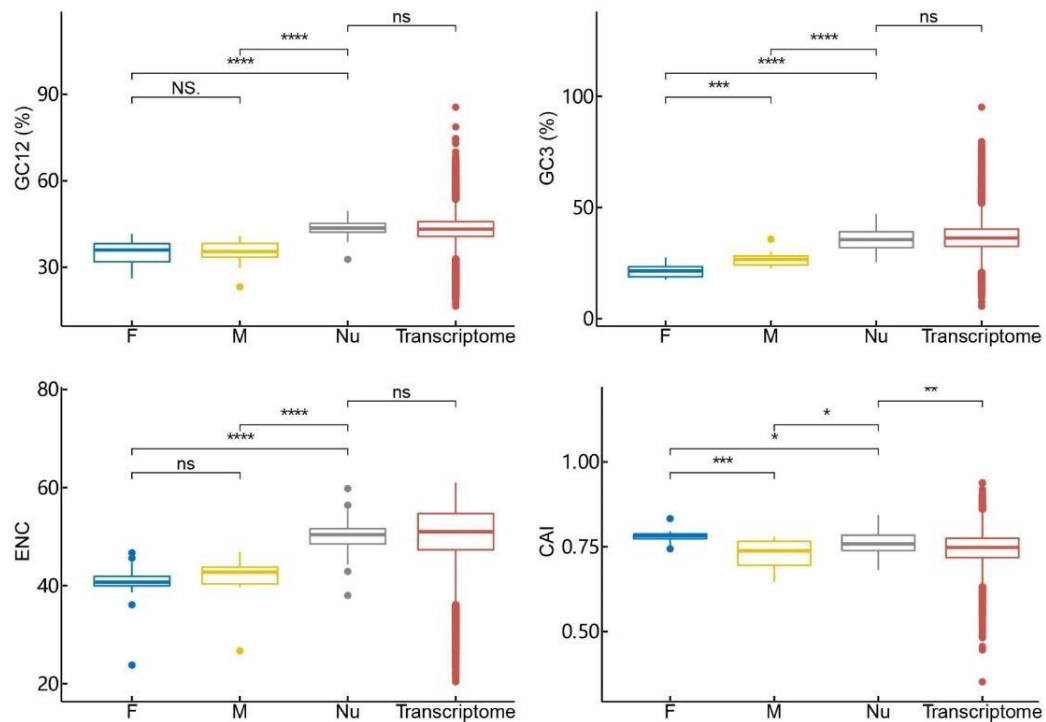 ns
****
****
NS.
90
60
30
GC12 (%)
F M Nu Transcriptome
ns
****
****
***
100
50
0
GC3 (%)
F M Nu Transcriptome
ns
****
****
ns
80
60
40
20
ENC
F M Nu Transcriptome
**
*
*
***
1.00
0.75
0.50
CAI
F M Nu Transcriptome